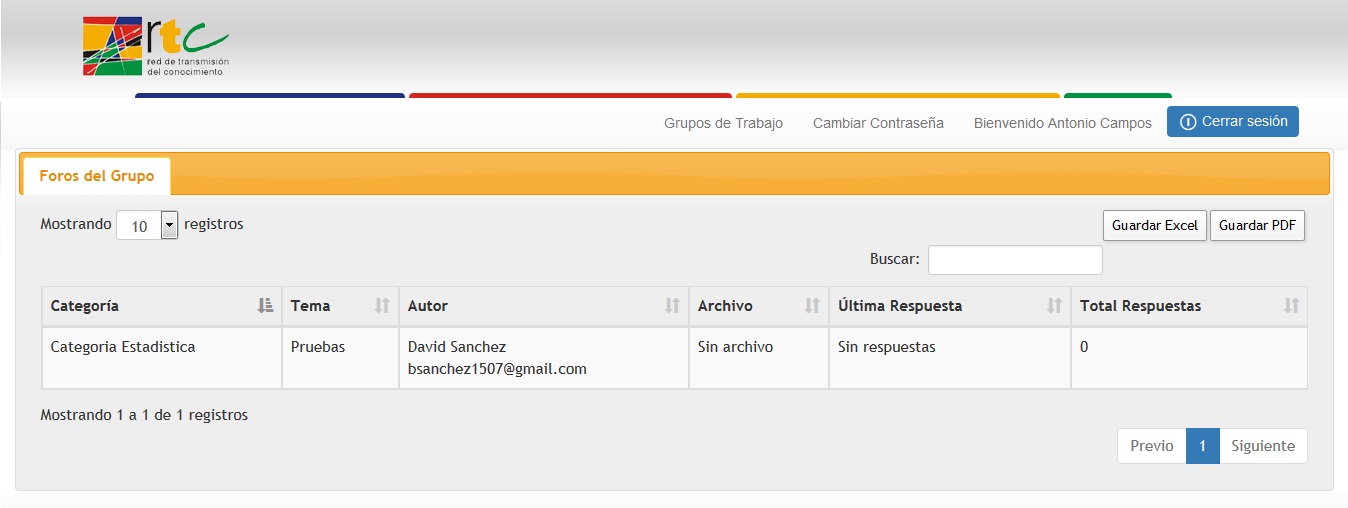 rtc
red de transmisión
del conocimiento
Grupos de Trabajo Cambiar Contraseña Bienvenido Antonio Campos Cerrar sesión
Foros del Grupo
Mostrando 10 registros Guardar Excel Guardar PDF
Buscar:
Categoría Tema Autor Archivo Última Respuesta Total Respuestas
Categoria Estadistica Pruebas David Sanchez Sin archivo Sin respuestas 0
bsanchez1507@gmail.com
Mostrando 1 a 1 de 1 registros
Previo 1 Siguiente